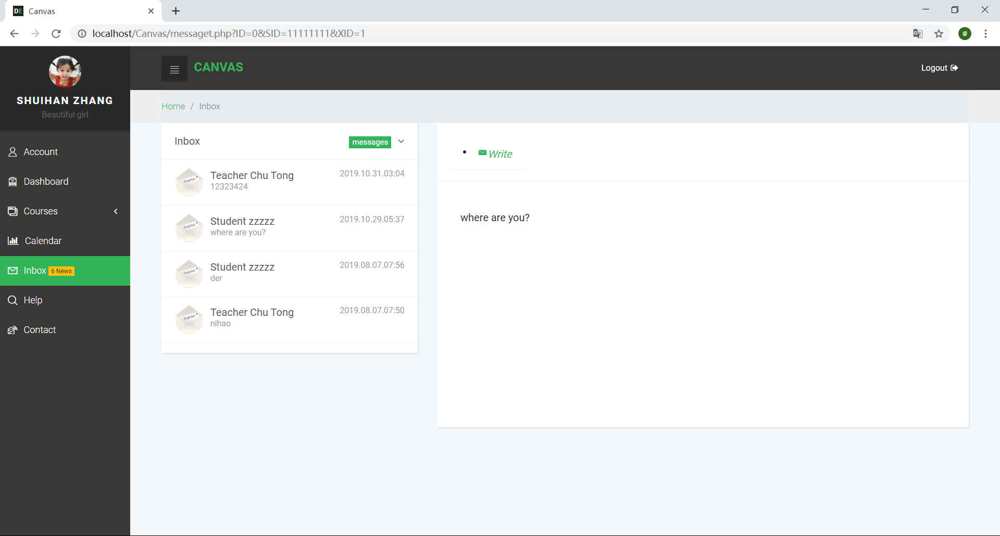 DE Canvas
localhost/Canvas/messaget.php?ID=0&SID=11111111&XID=1
SHUIHAN ZHANG
Beautiful girl
Account
Dashboard
Courses
Calendar
Inbox 6 News
Help
Contact
CANVAS
Logout
Home / Inbox
Inbox messages
Teacher Chu Tong 2019.10.31.03:04
12323424
Student zzzzz 2019.10.29.05:37
where are you?
Student zzzzz 2019.08.07.07:56
der
Teacher Chu Tong 2019.08.07.07:50
nihao
Write
where are you?